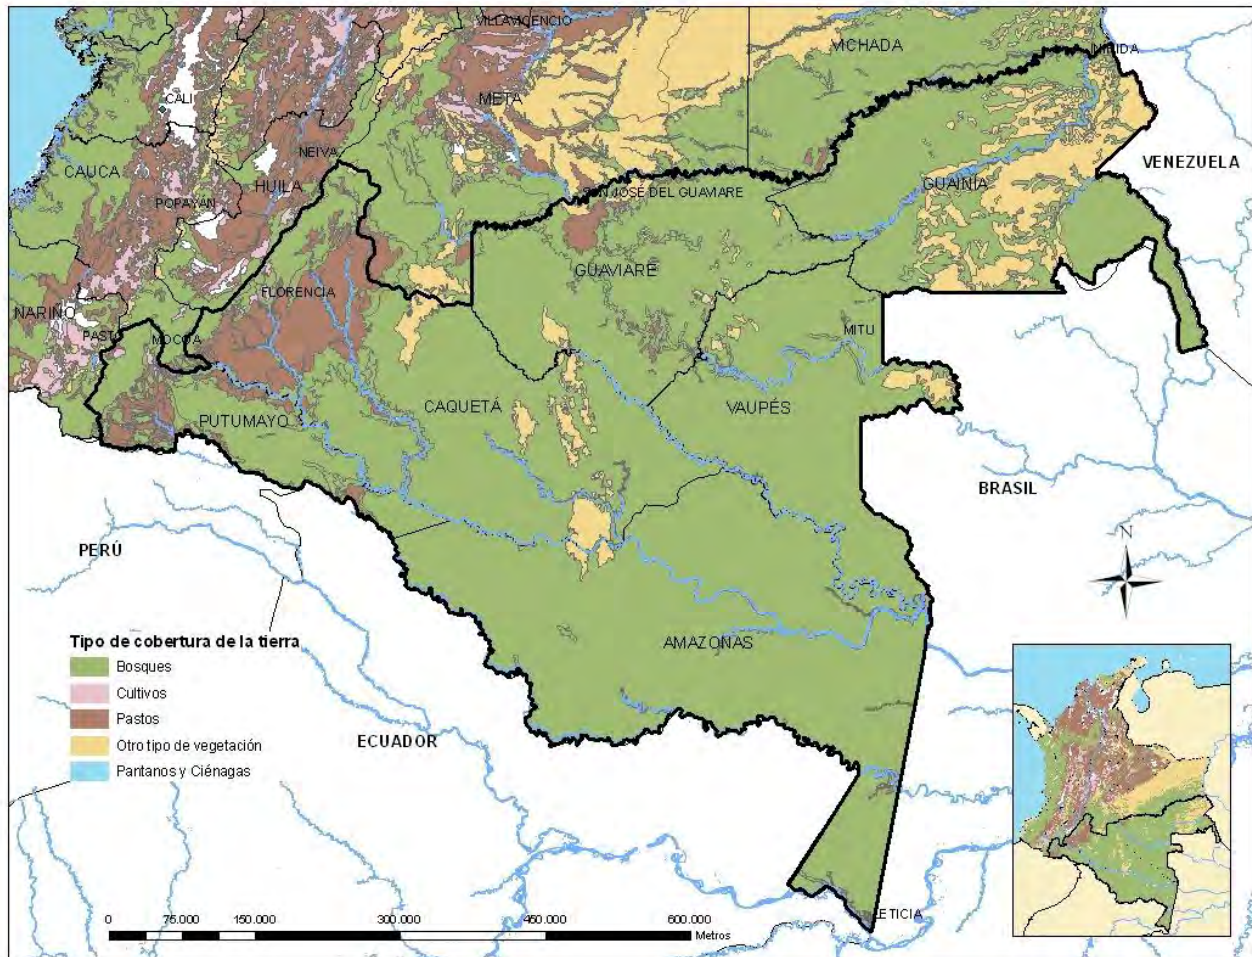 VILLAVICENCIO
VICHADA
INIRIDA
CALI
META
NEIVA
VENEZUELA
CAUCA
HUILA
SAN JOSÉ DEL GUAVIARE
GUAINÍA
POPAYÁN
GUAVIARE
FLORENCIA
NARIÑO
PASTO
MOCOA
MITU
CAQUETÁ
VAUPÉS
PUTUMAYO
BRASIL
N
PERÚ
Tipo de cobertura de la tierra
AMAZONAS
Bosques
Cultivos
Pastos
Otro tipo de vegetación
ECUADOR
Pantanos y Ciénagas
LETICIA
0 75.000 150.000 300.000 450.000 600.000
Metros